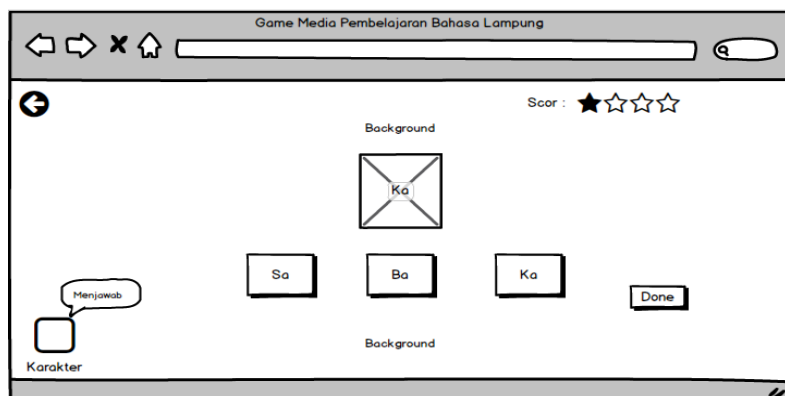 Game Media Pembelajaran Bahasa Lampung
Scor :
Background
Ka
Sa
Ba
Ka
Done
Menjawab
Background
Karakter